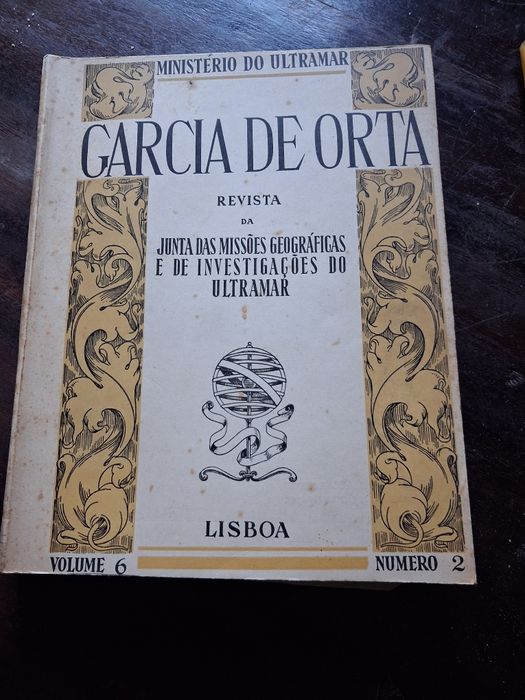 MINISTÉRIO DO ULTRAMAR
GARCIA DE ORTA
REVISTA
DA
JUNTA DAS MISSÕES GEOGRÁFICAS
E DE INVESTIGAÇÕES DO
ULTRAMAR
LISBOA
VOLUME 6
NUMERO 2